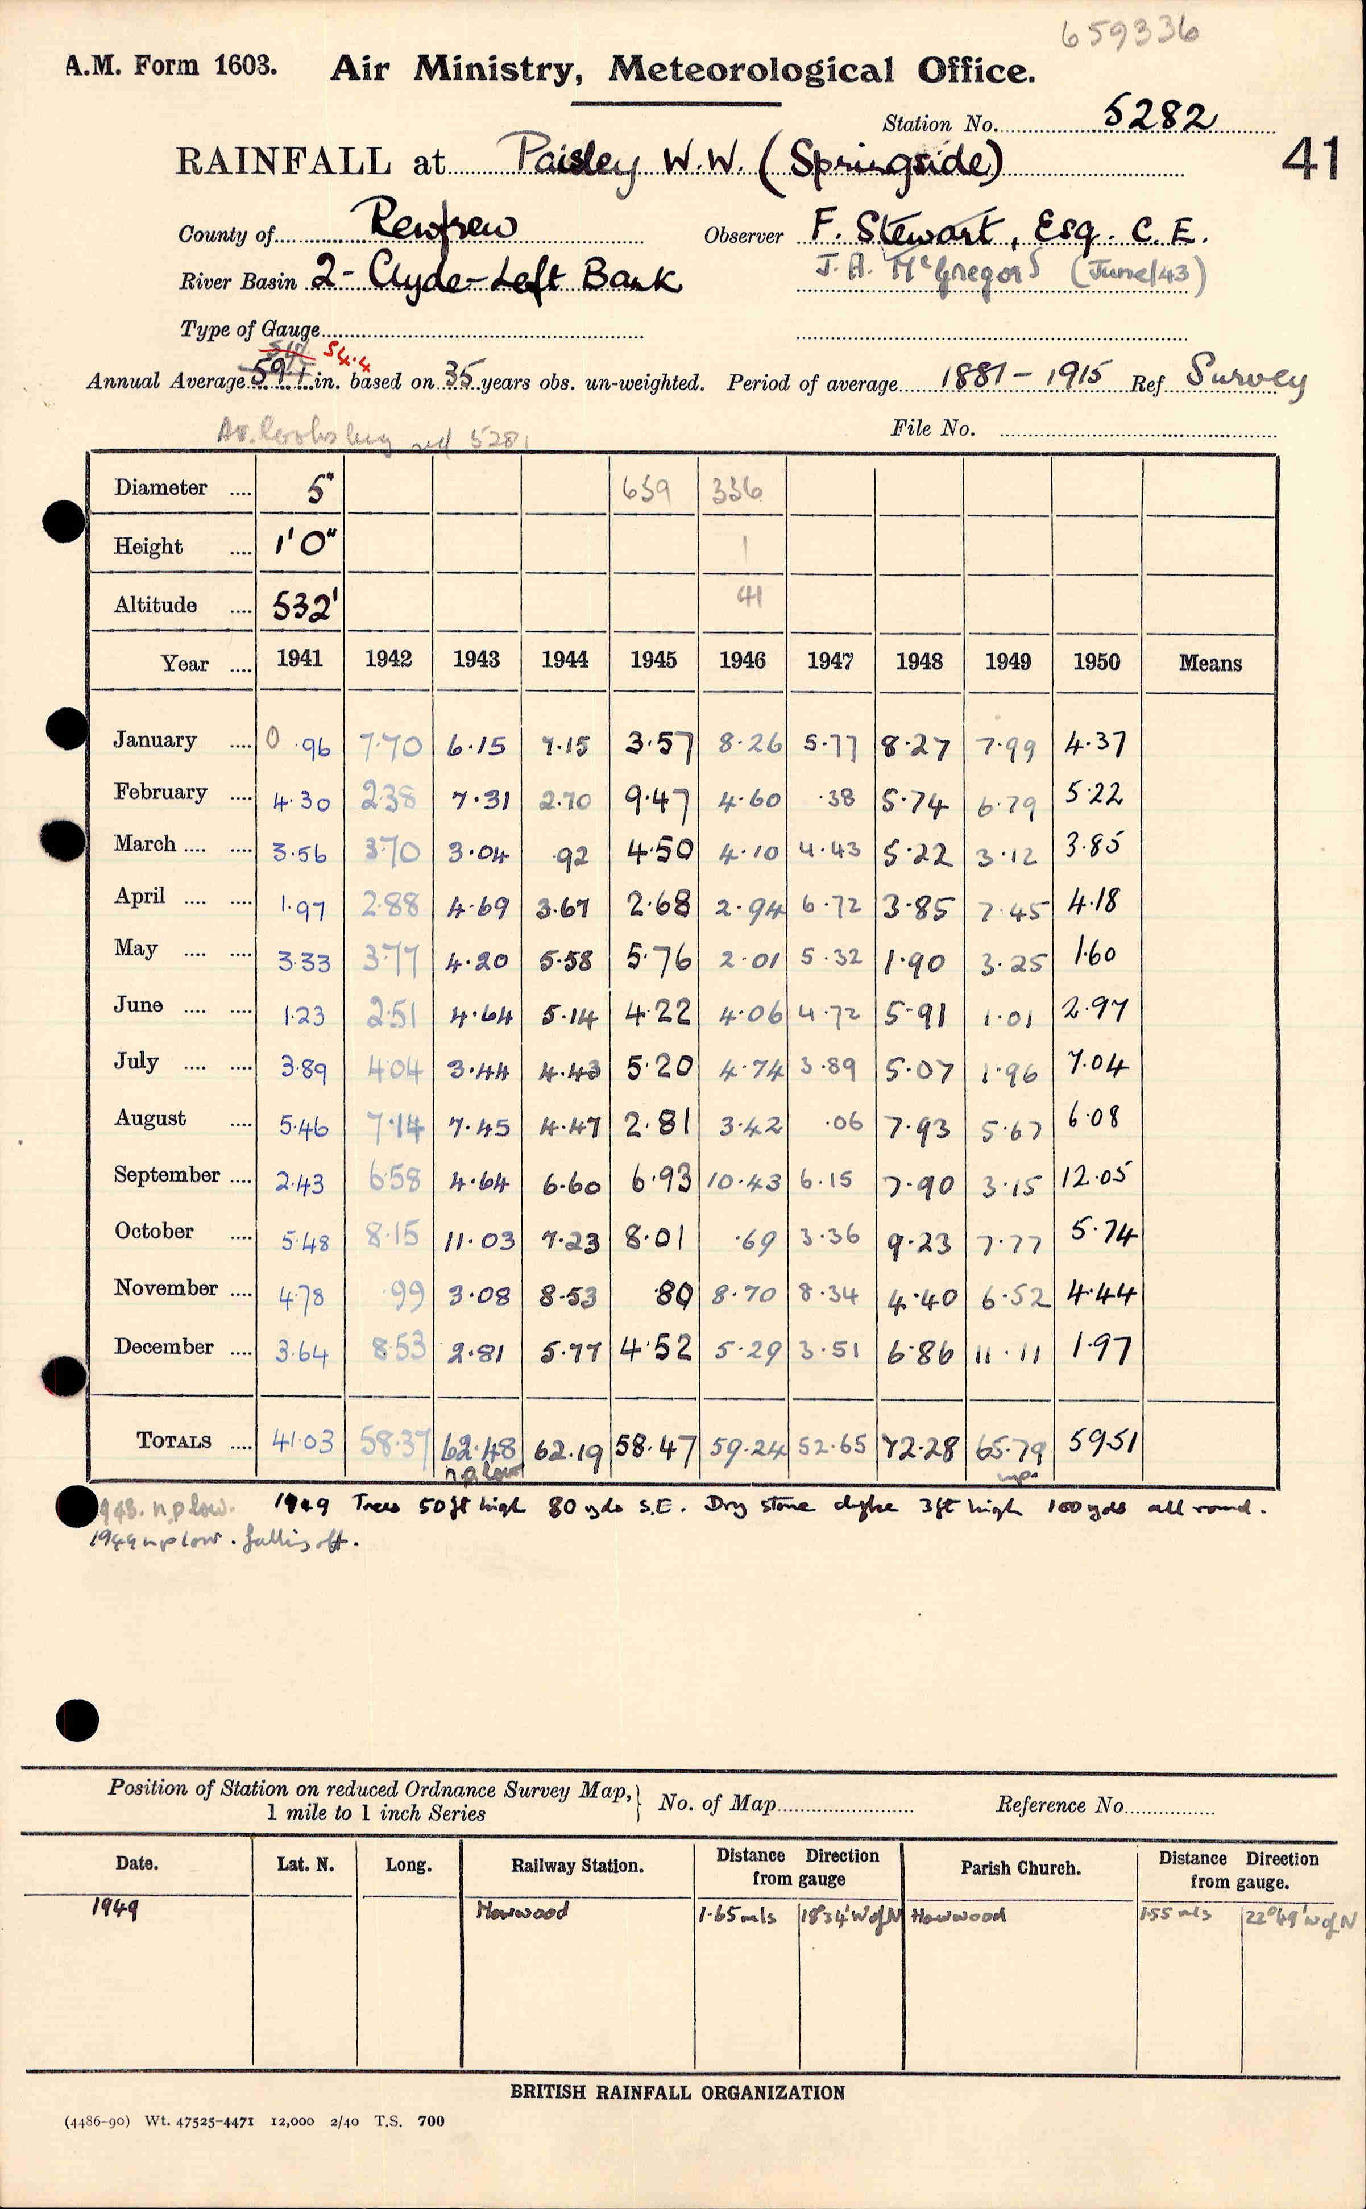 659336
A.M. Form 1603. Air Ministry, Meteorological Office.
Station No. 5282
41
RAINFALL at Paisley W.W. (Springside)
County of Renfrew Observer F. Stewart, Esq. C.E.
River Basin 2 - Clyde - Left Bank J. A. McGregor (June/43)
Type of Gauge
54.4
Annual Average 59.1 in. based on 35 years obs. un-weighted. Period of average 1881 - 1915 Ref Survey
File No.
5281
Diameter .... 5" 659 336
Height .... 1'0" 1
Altitude .... 532' 41
Year .... 1941 1942 1943 1944 1945 1946 1947 1948 1949 1950 Means
January .... 0.96 7.70 6.15 7.15 3.57 8.26 5.77 8.27 7.99 4.37
February .... 4.30 2.38 7.31 2.70 9.47 4.60 .38 5.74 6.79 5.22
March .... .... 3.56 3.70 3.04 .92 4.50 4.10 4.43 5.22 3.12 3.85
April .... .... 1.97 2.88 4.69 3.67 2.68 2.94 6.72 3.85 7.45 4.18
May .... .... 3.33 3.77 4.20 5.58 5.76 2.01 5.32 1.90 3.25 1.60
June .... .... 1.23 2.51 4.64 5.14 4.22 4.06 4.72 5.91 1.01 2.97
July .... .... 3.89 4.04 3.44 4.43 5.20 4.74 3.89 5.07 1.96 7.04
August .... 5.46 7.14 7.45 4.47 2.81 3.42 .06 7.93 5.67 6.08
September .... 2.43 6.58 4.64 6.60 6.93 10.43 6.15 7.90 3.15 12.05
October .... 5.48 8.15 11.03 7.23 8.01 .69 3.36 9.23 7.77 5.74
November .... 4.78 .99 3.08 8.53 .80 8.70 8.34 4.40 6.52 4.44
December .... 3.64 8.53 2.81 5.77 4.52 5.29 3.51 6.86 11.11 1.97
TOTALS .... 41.03 58.37 62.48 62.19 58.47 59.24 52.65 72.28 65.79 59.51
n.p. low
1943. n.p low. 1949 Trees 50ft high 80 yds S.E. Dry stone dyke 3ft high 100 yds all round.
1949 n p low. falling off.
Position of Station on reduced Ordnance Survey Map, 1 mile to 1 inch Series No. of Map Reference No.
Date. Lat. N. Long. Railway Station. Distance Direction from gauge Parish Church. Distance Direction from gauge.
1949 Howwood 1.65 mls 18°34' W of N Howwood 1.55 mls 22°49' W of N
BRITISH RAINFALL ORGANIZATION
(4486-90) Wt. 47525-4471 12,000 2/40 T.S. 700